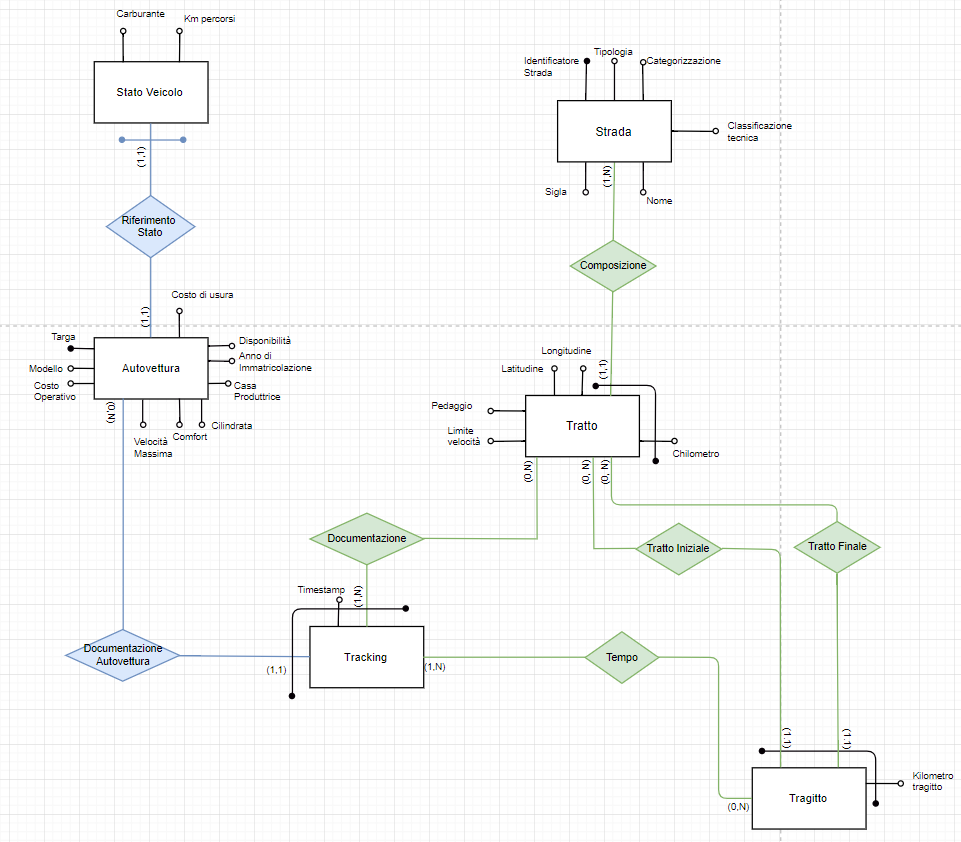 Carburante
Km percorsi
Stato Veicolo
(1,1)
Riferimento
Stato
(1,1)
Costo di usura
Targa
Modello
Costo
Operativo
Autovettura
Disponibilità
Anno di
Immatricolazione
Casa
Produttrice
(0,N)
Velocità
Massima
Comfort
Cilindrata
Identificatore
Strada
Tipologia
Categorizzazione
Strada
Classificazione
tecnica
Sigla
(1,N)
Nome
Composizione
Longitudine
Latitudine
(1,1)
Pedaggio
Limite
velocità
Tratto
Chilometro
(0,N)
(0, N)
(0, N)
Documentazione
Tratto Iniziale
Tratto Finale
Timestamp
(1,N)
Documentazione
Autovettura
(1,1)
Tracking
(1,N)
Tempo
(1,1)
(1,1)
Kilometro
tragitto
Tragitto
(0,N)